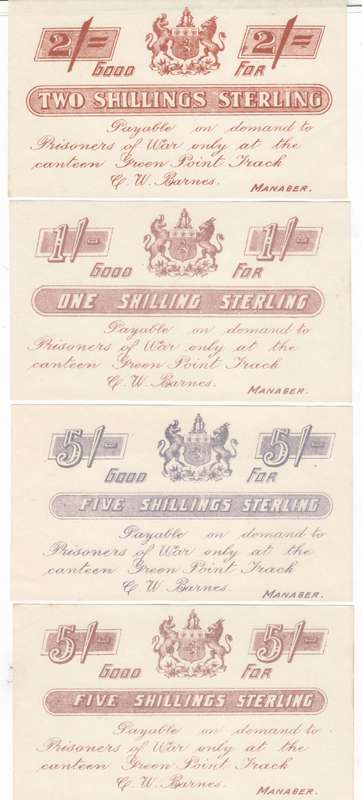 2/= 2/=
GOOD FOR
TWO SHILLINGS STERLING
Payable on demand to
Prisoners of War only at the
canteen Green Point Track
C. W. Barnes.
MANAGER.
1/- 1/-
GOOD FOR
ONE SHILLING STERLING
Payable on demand to
Prisoners of War only at the
canteen Green Point Track
C. W. Barnes.
MANAGER.
5/- 5/-
GOOD FOR
FIVE SHILLINGS STERLING
Payable on demand to
Prisoners of War only at the
canteen Green Point Track
C. W. Barnes.
MANAGER.
5/- 5/-
GOOD FOR
FIVE SHILLINGS STERLING
Payable on demand to
Prisoners of War only at the
canteen Green Point Track
C. W. Barnes.
MANAGER.